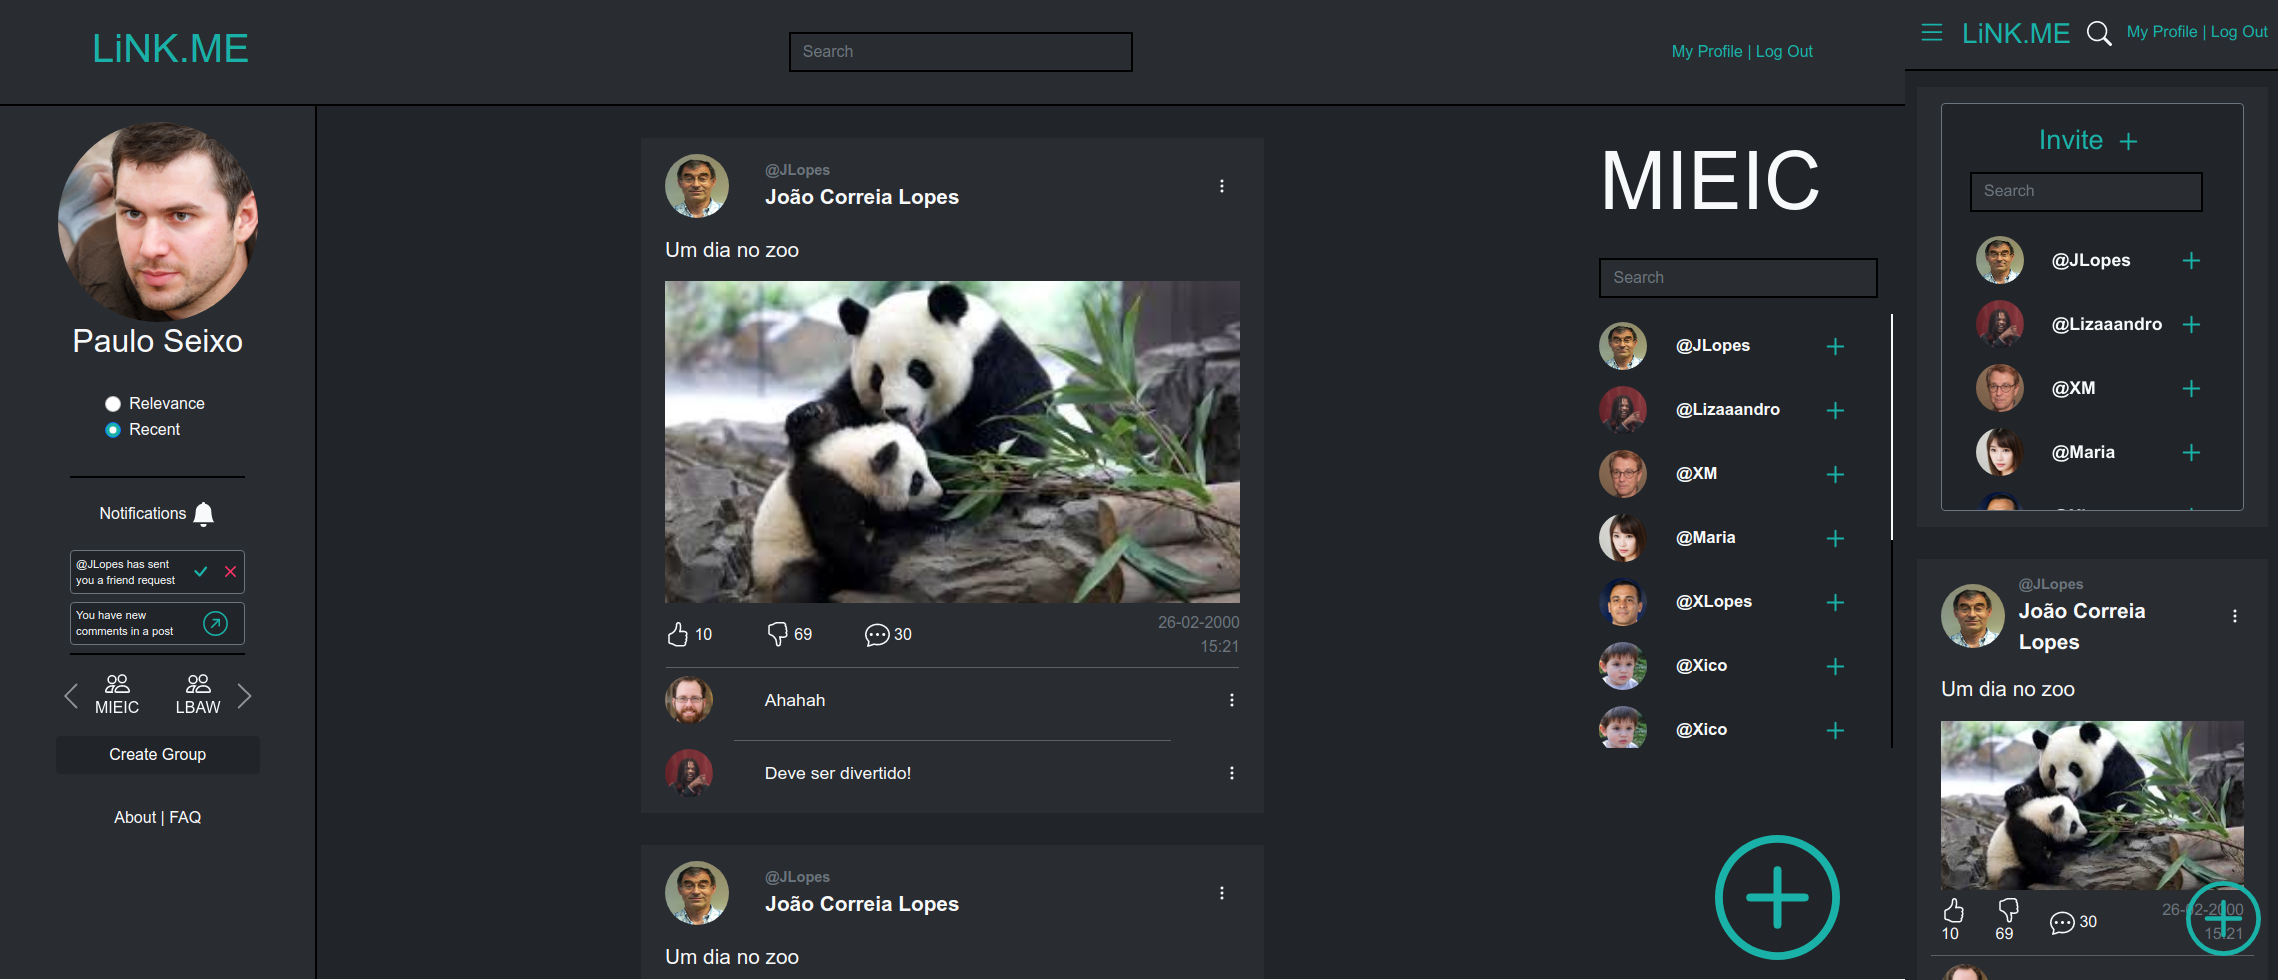 LiNK.ME
Search
My Profile | Log Out
Paulo Seixo
Relevance
Recent
Notifications
@JLopes has sent
you a friend request
You have new
comments in a post
MIEIC
LBAW
Create Group
About | FAQ
@JLopes
João Correia Lopes
Um dia no zoo
10
69
30
26-02-2000
15:21
Ahahah
Deve ser divertido!
@JLopes
João Correia Lopes
Um dia no zoo
MIEIC
Search
@JLopes
@Lizaaandro
@XM
@Maria
@XLopes
@Xico
@Xico
LiNK.ME
My Profile | Log Out
Invite
Search
@JLopes
@Lizaaandro
@XM
@Maria
@JLopes
João Correia
Lopes
Um dia no zoo
10
69
30
26-02-2000
15:21